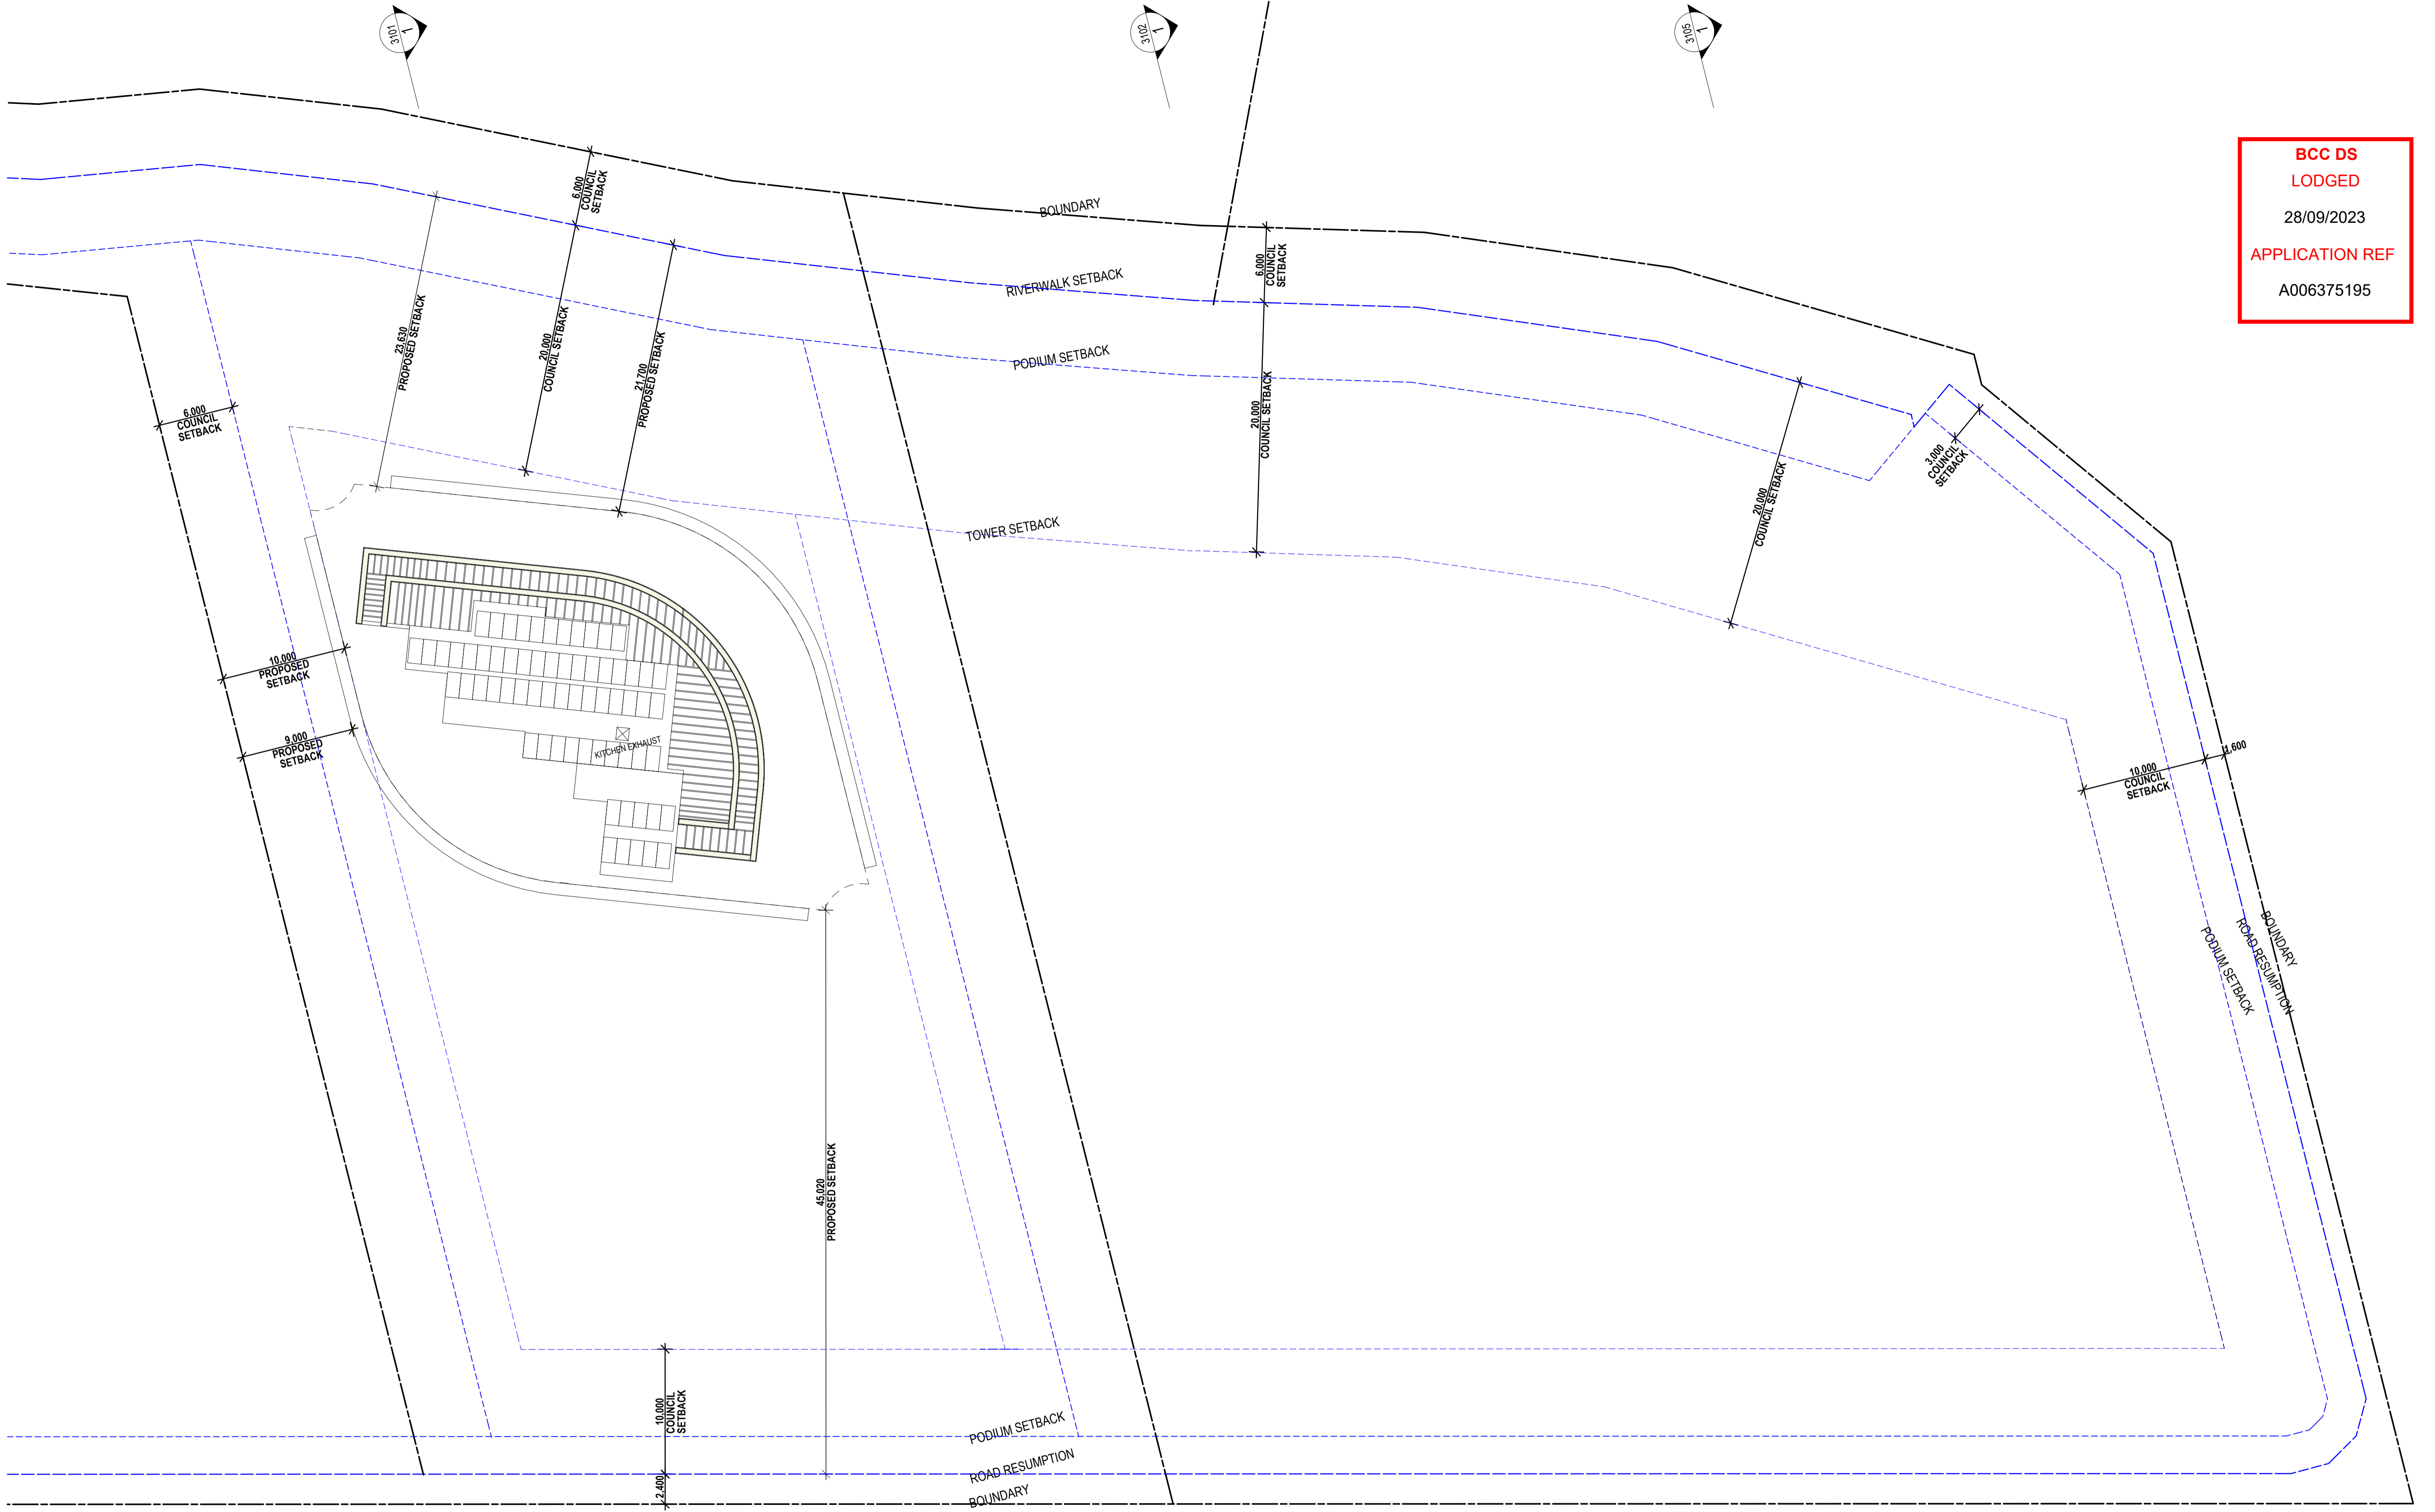 3101
1
3102
1
3105
1
BCC DS
LODGED
28/09/2023
APPLICATION REF
A006375195
6,000
COUNCIL
SETBACK
BOUNDARY
6,000
COUNCIL
SETBACK
RIVERWALK SETBACK
23,630
PROPOSED SETBACK
20,000
COUNCIL SETBACK
21,700
PROPOSED SETBACK
PODIUM SETBACK
20,000
COUNCIL SETBACK
6,000
COUNCIL
SETBACK
3,000
COUNCIL
SETBACK
20,000
COUNCIL SETBACK
TOWER SETBACK
10,000
PROPOSED
SETBACK
9,000
PROPOSED
SETBACK
KITCHEN EXHAUST
1,600
10,000
COUNCIL
SETBACK
BOUNDARY
ROAD RESUMPTION
PODIUM SETBACK
45,020
PROPOSED SETBACK
10,000
COUNCIL
SETBACK
PODIUM SETBACK
ROAD RESUMPTION
2,400
BOUNDARY